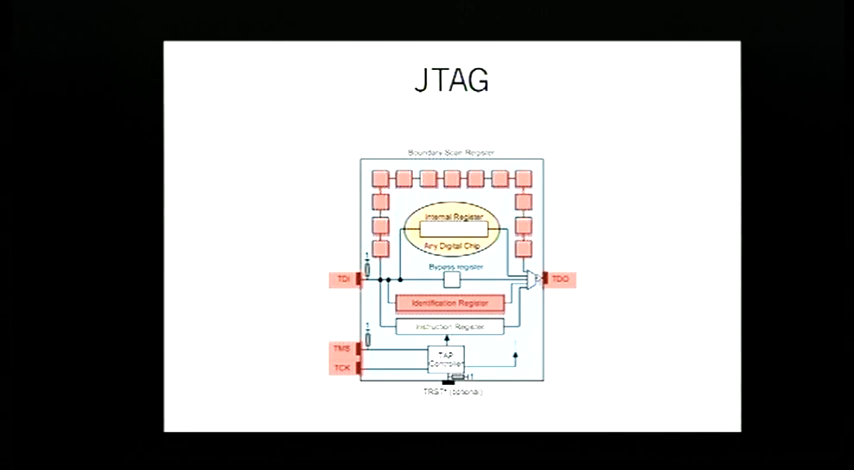 JTAG
Boundary Scan Register
Internal Register
Any Digital Chip
Bypass register
TDI
TDO
Identification Register
Instruction Register
TMS
TAP
Controller
TCK
TRST* (optional)